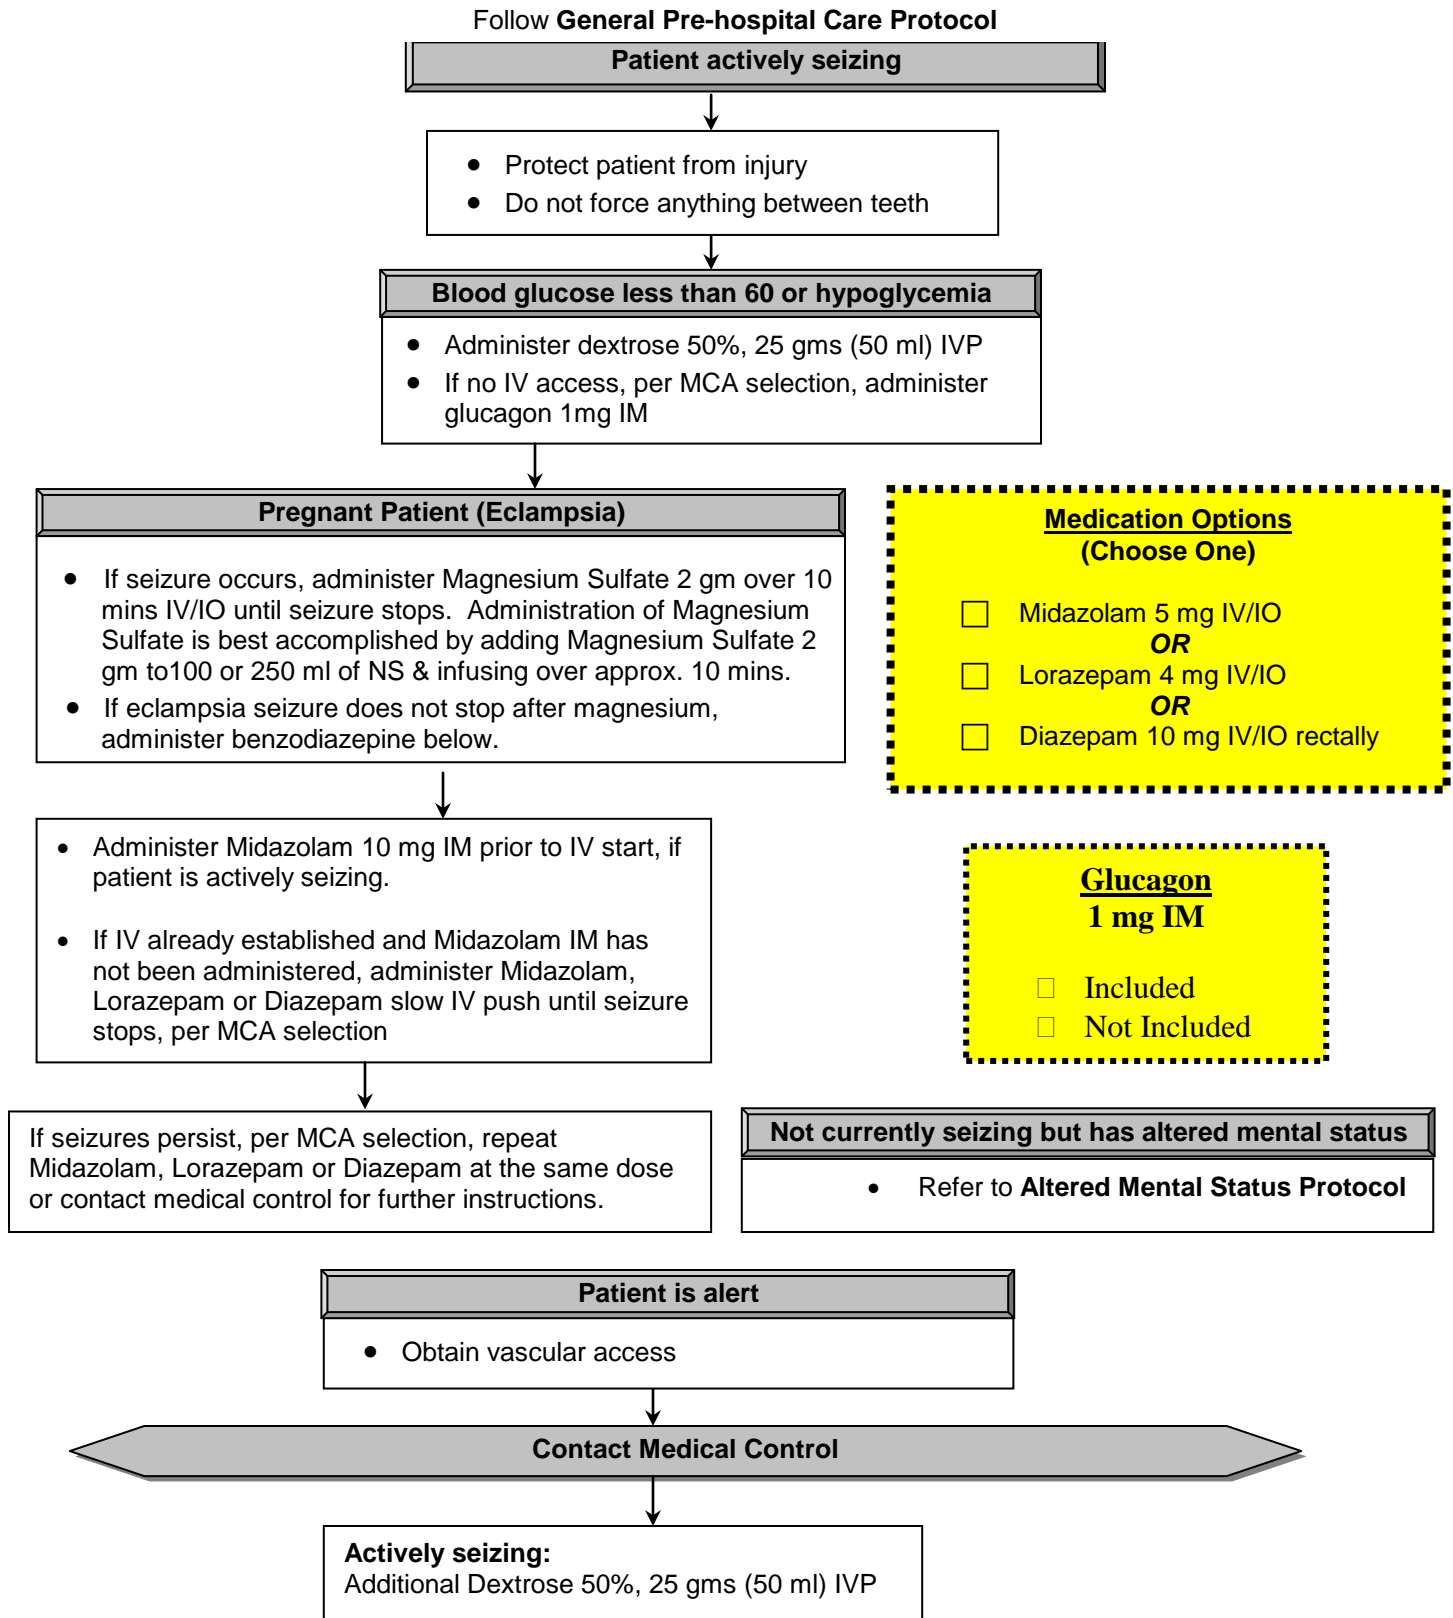 Follow General Pre-hospital Care Protocol
Patient actively seizing
• Protect patient from injury
• Do not force anything between teeth
Blood glucose less than 60 or hypoglycemia
• Administer dextrose 50%, 25 gms (50 ml) IVP
• If no IV access, per MCA selection, administer
glucagon 1mg IM
Pregnant Patient (Eclampsia)
• If seizure occurs, administer Magnesium Sulfate 2 gm over 10
mins IV/IO until seizure stops.  Administration of Magnesium
Sulfate is best accomplished by adding Magnesium Sulfate 2
gm to100 or 250 ml of NS & infusing over approx. 10 mins.
• If eclampsia seizure does not stop after magnesium,
administer benzodiazepine below.
Medication Options
(Choose One)
☐ Midazolam 5 mg IV/IO
OR
☐ Lorazepam 4 mg IV/IO
OR
☐ Diazepam 10 mg IV/IO rectally
• Administer Midazolam 10 mg IM prior to IV start, if
patient is actively seizing.
• If IV already established and Midazolam IM has
not been administered, administer Midazolam,
Lorazepam or Diazepam slow IV push until seizure
stops, per MCA selection
Glucagon
1 mg IM
☐ Included
☐ Not Included
If seizures persist, per MCA selection, repeat
Midazolam, Lorazepam or Diazepam at the same dose
or contact medical control for further instructions.
Not currently seizing but has altered mental status
• Refer to Altered Mental Status Protocol
Patient is alert
• Obtain vascular access
Contact Medical Control
Actively seizing:
Additional Dextrose 50%, 25 gms (50 ml) IVP